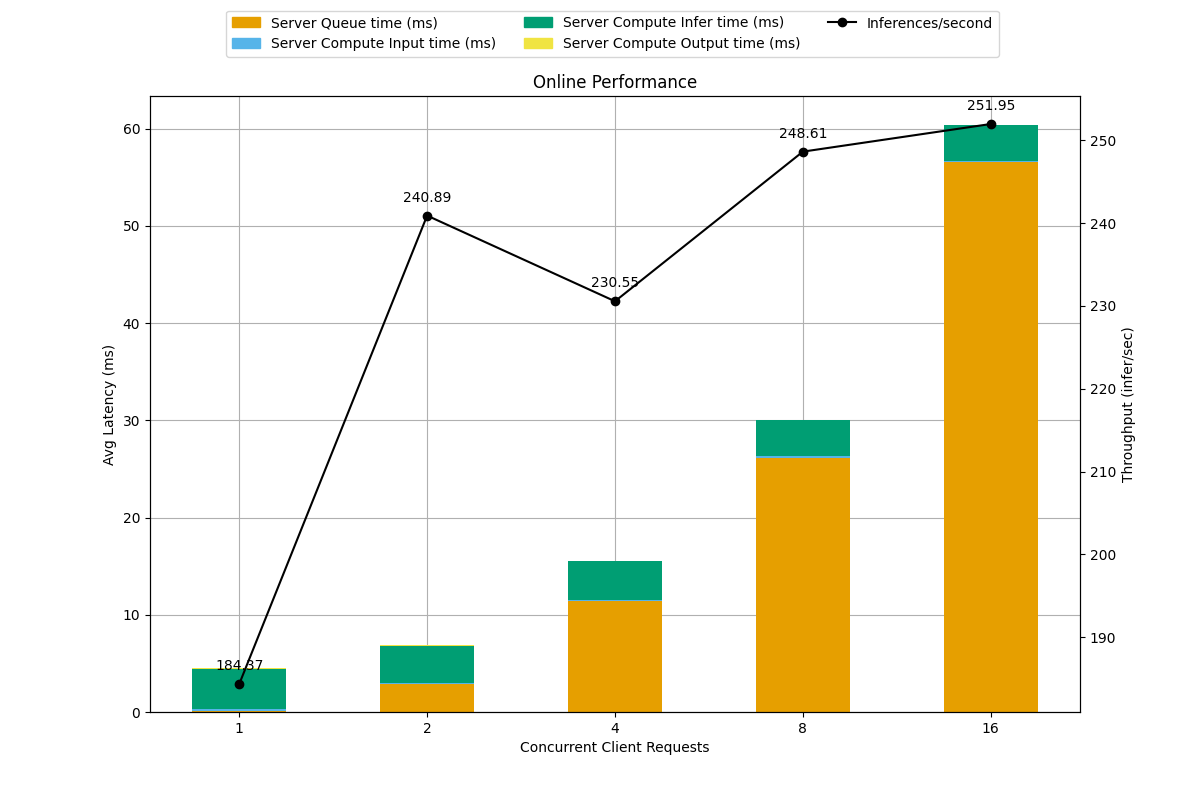 Server Queue time (ms)
Server Compute Input time (ms)
Server Compute Infer time (ms)
Server Compute Output time (ms)
Inferences/second
Online Performance
Avg Latency (ms)
60
50
40
30
20
10
0
184.37
240.89
230.55
248.61
251.95
250
240
230
220
210
200
190
Throughput (infer/sec)
1 2 4 8 16
Concurrent Client Requests